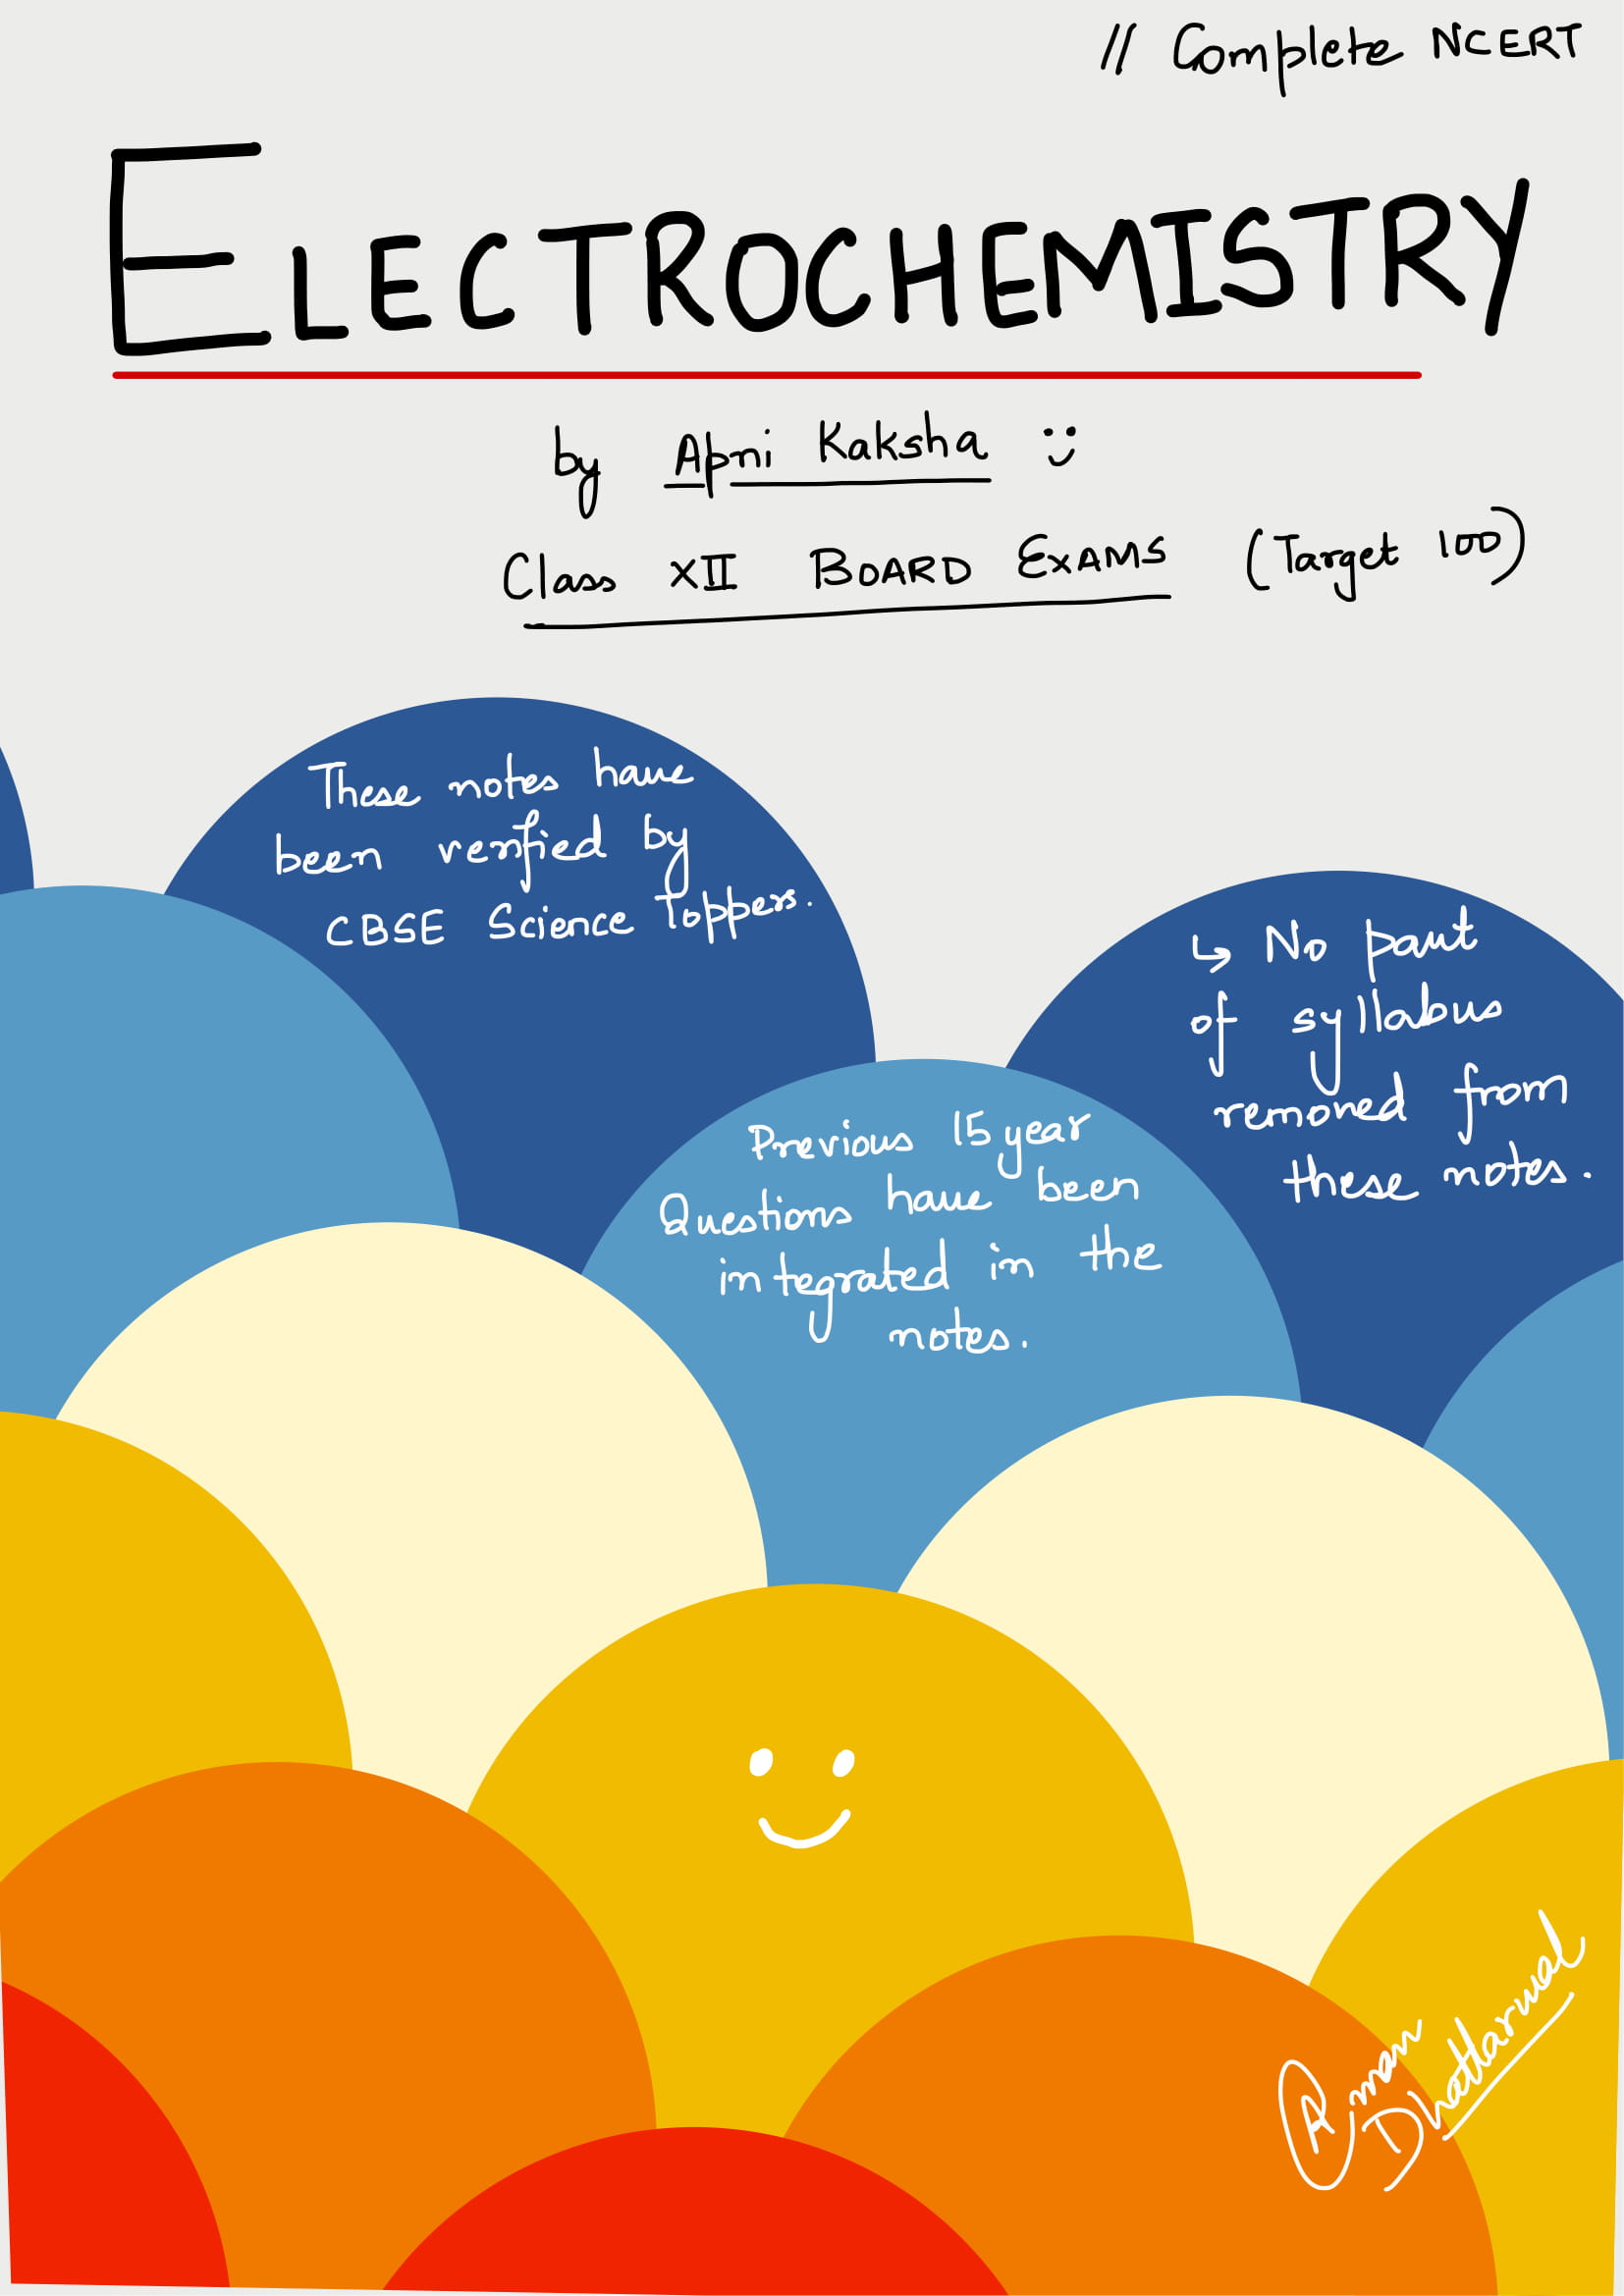 // Complete NCERT
ELECTROCHEMISTRY
by Apni Kaksha :)
Class XII BOARD EXAMS (Target 100)
These notes have
been verified by
CBSE Science toppers.
↳ No part
of syllabus
removed from
these notes.
Previous 15 year
Questions have been
integrated in the
notes.
Aman
Dhattarwal